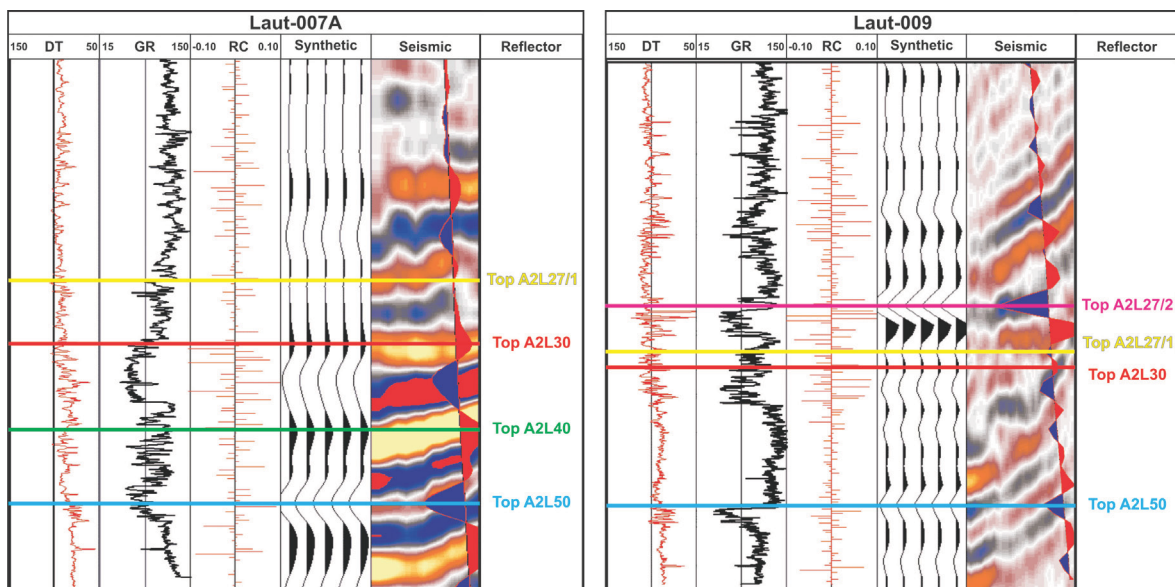 Laut-007A
150 DT 50 15 GR 150 -0.10 RC 0.10 Synthetic Seismic Reflector
Top A2L27/1
Top A2L30
Top A2L40
Top A2L50
Laut-009
150 DT 50 15 GR 150 -0.10 RC 0.10 Synthetic Seismic Reflector
Top A2L27/2
Top A2L27/1
Top A2L30
Top A2L50